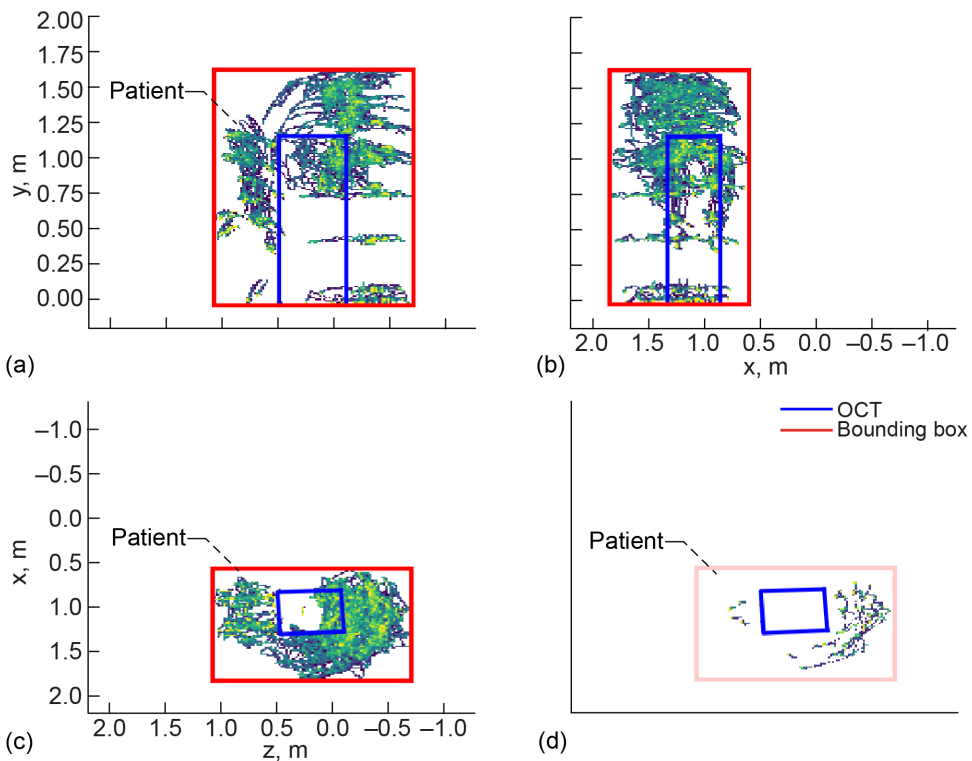 2.00
1.75
1.50
1.25
1.00
0.75
0.50
0.25
0.00
y, m
Patient
(a)
2.0 1.5 1.0 0.5 0.0 –0.5 –1.0
x, m
(b)
–1.0
–0.5
0.0
0.5
1.0
1.5
2.0
x, m
Patient
2.0 1.5 1.0 0.5 0.0 –0.5 –1.0
z, m
(c)
OCT
Bounding box
Patient
(d)